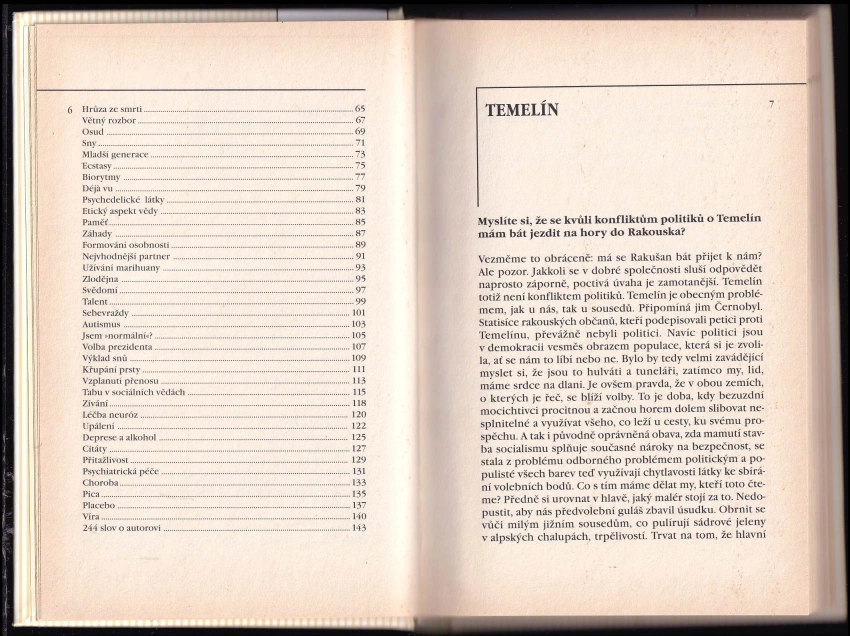 6
Hrůza ze smrti 65
Větný rozbor 67
Osud 69
Sny 71
Mladší generace 73
Ecstasy 75
Biorytmy 77
Déjà vu 79
Psychedelické látky 81
Etický aspekt vědy 83
Paměť 85
Záhady 87
Formování osobnosti 89
Nejvhodnější partner 91
Užívání marihuany 93
Zlodějna 95
Svědomí 97
Talent 99
Sebevraždy 101
Autismus 103
Jsem »normální«? 105
Volba prezidenta 107
Výklad snů 109
Křupání prsty 111
Vzplanutí přenosu 113
Tabu v sociálních vědách 115
Zívání 118
Léčba neuróz 120
Upálení 122
Deprese a alkohol 125
Citáty 127
Přitažlivost 129
Psychiatrická péče 131
Choroba 133
Pica 135
Placebo 137
Víra 140
244 slov o autorovi 143
TEMELÍN
7
Myslíte si, že se kvůli konfliktům politiků o Temelín
mám bát jezdit na hory do Rakouska?
Vezměme to obráceně: má se Rakušan bát přijet k nám?
Ale pozor. Jakkoli se v dobré společnosti sluší odpovědět
naprosto záporně, poctivá úvaha je zamotanější. Temelín
totiž není konfliktem politiků. Temelín je obecným problé-
mem, jak u nás, tak u sousedů. Připomíná jim Černobyl.
Statisíce rakouských občanů, kteří podepisovali petici proti
Temelínu, převážně nebyli politici. Navíc politici jsou
v demokracii vesměs obrazem populace, která si je zvoli-
la, ať se nám to líbí nebo ne. Bylo by tedy velmi zavádějící
myslet si, že jsou to hulváti a tuneláři, zatímco my, lid,
máme srdce na dlani. Je ovšem pravda, že v obou zemích,
o kterých je řeč, se blíží volby. To je doba, kdy bezuzdní
mocichtivci procitnou a začnou horem dolem slibovat ne-
splnitelné a využívat všeho, co leží u cesty, ku svému pro-
spěchu. A tak i původně oprávněná obava, zda mamutí stav-
ba socialismu splňuje současné nároky na bezpečnost, se
stala z problému odborného problémem politickým a po-
pulisté všech barev teď využívají chytlavosti látky ke sbírá-
ní volebních bodů. Co s tím máme dělat my, kteří toto čte-
me? Předně si urovnat v hlavě, jaký malér stojí za to. Nedo-
pustit, aby nás předvolební guláš zbavil úsudku. Obrnit se
vůči milým jižním sousedům, co pulírují sádrové jeleny
v alpských chalupách, trpělivostí. Trvat na tom, že hlavní